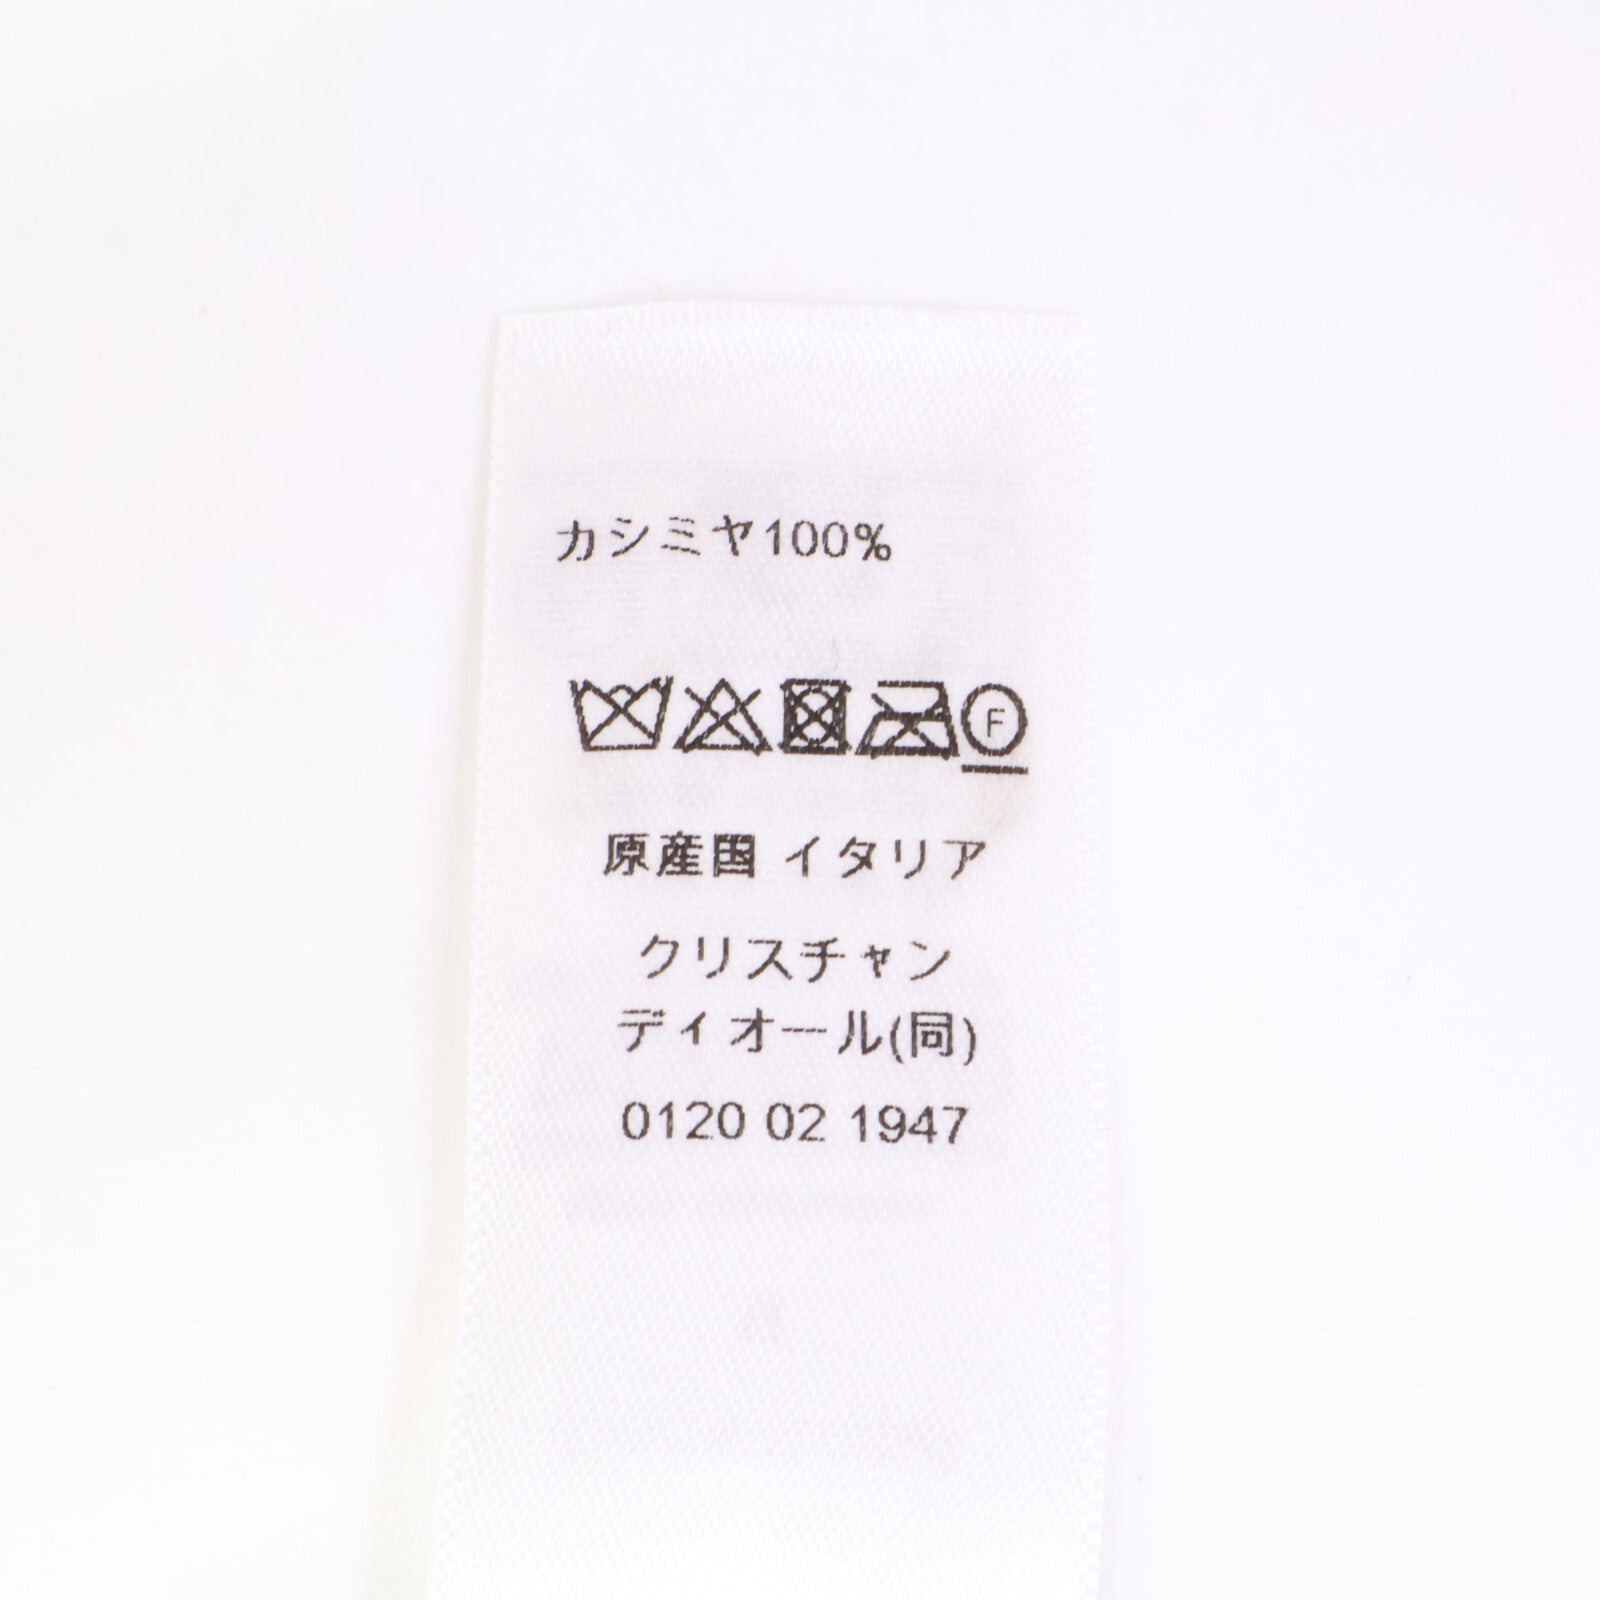 カシミヤ100%
F
原産国 イタリア
クリスチャン
ディオール(同)
0120 02 1947